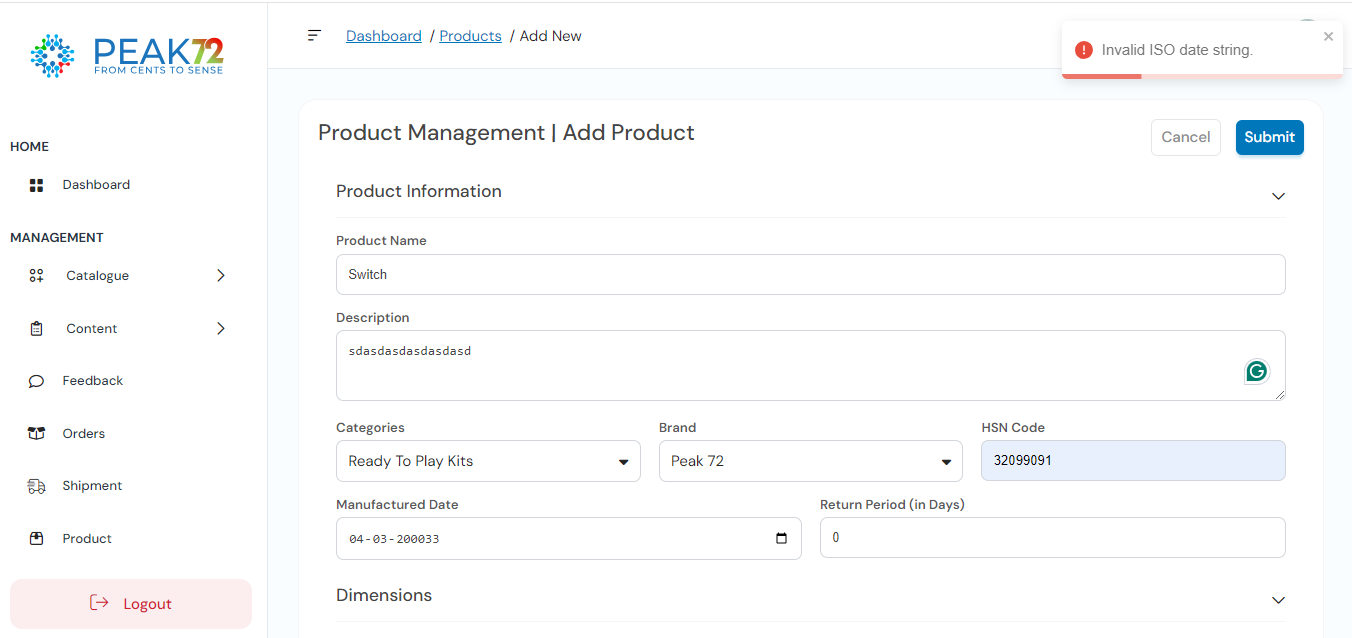 PEAK72
FROM CENTS TO SENSE
Dashboard / Products / Add New
Invalid ISO date string.
HOME
Dashboard
MANAGEMENT
Catalogue
Content
Feedback
Orders
Shipment
Product
Logout
Product Management | Add Product
Cancel
Submit
Product Information
Product Name
Switch
Description
sdasdasdasdasdasd
Categories
Brand
HSN Code
Ready To Play Kits
Peak 72
32099091
Manufactured Date
Return Period (in Days)
04-03-200033
0
Dimensions